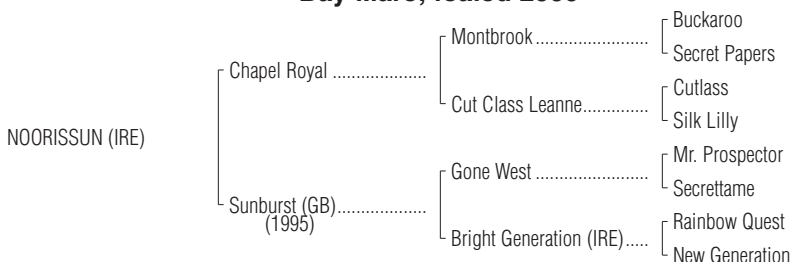 Buckaroo
Montbrook
Secret Papers
Chapel Royal
Cutlass
Cut Class Leanne
Silk Lilly
NOORISSUN (IRE)
Mr. Prospector
Gone West
Secrettame
Sunburst (GB)
(1995)
Rainbow Quest
Bright Generation (IRE)
New Generation